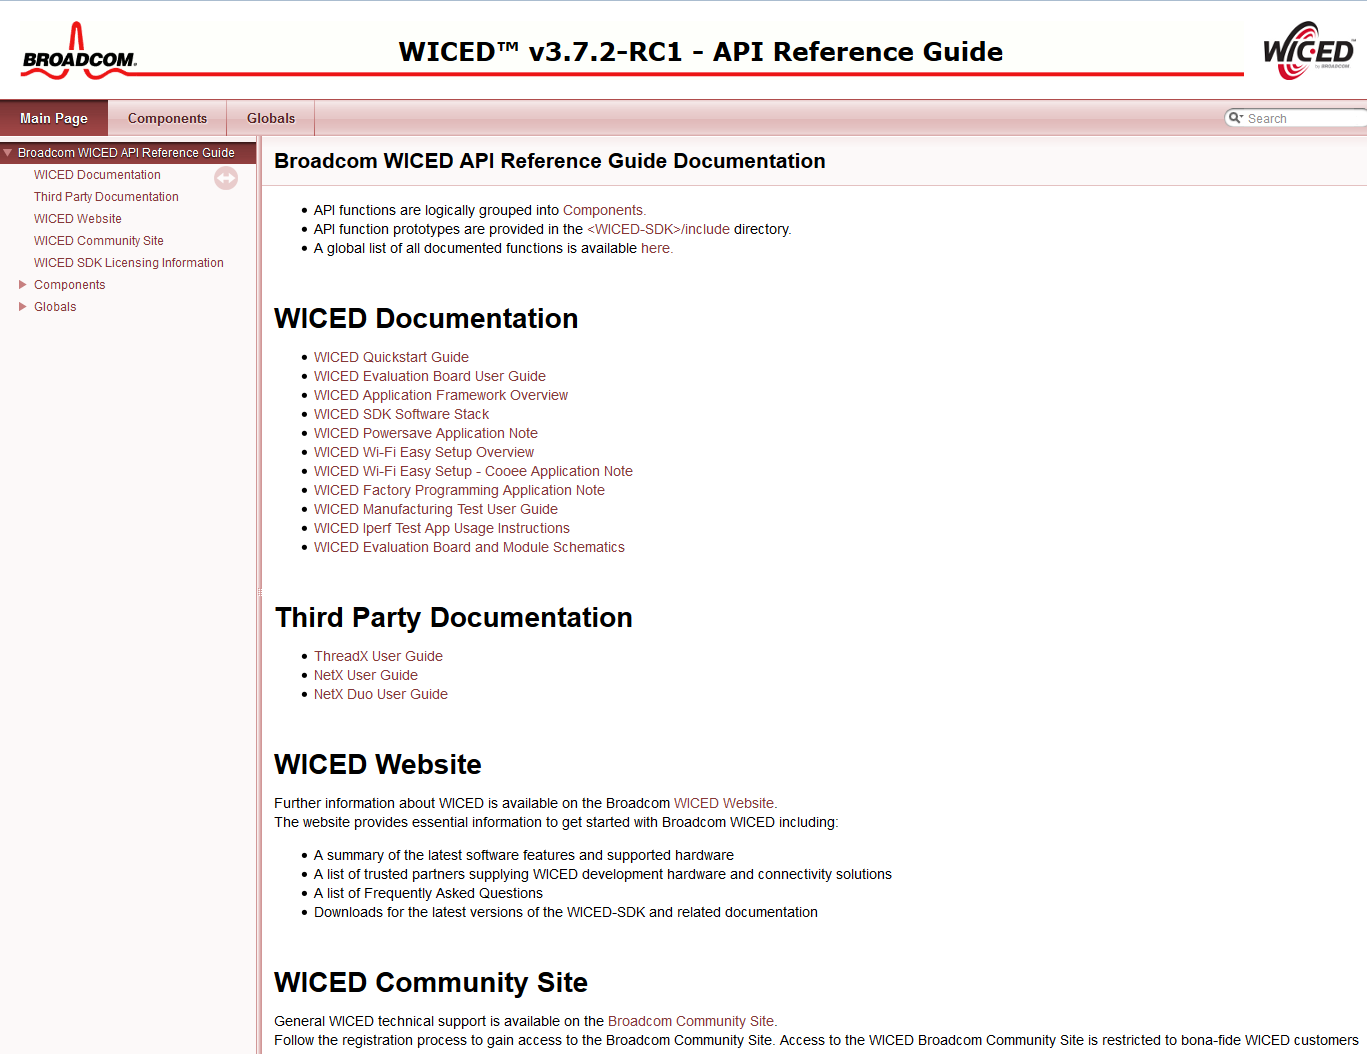 BROADCOM.
WICED™ v3.7.2-RC1 - API Reference Guide
WICED™
by BROADCOM
Main Page
Components
Globals
Search
Broadcom WICED API Reference Guide
WICED Documentation
Third Party Documentation
WICED Website
WICED Community Site
WICED SDK Licensing Information
Components
Globals
Broadcom WICED API Reference Guide Documentation
API functions are logically grouped into Components.
API function prototypes are provided in the <WICED-SDK>/include directory.
A global list of all documented functions is available here.
WICED Documentation
WICED Quickstart Guide
WICED Evaluation Board User Guide
WICED Application Framework Overview
WICED SDK Software Stack
WICED Powersave Application Note
WICED Wi-Fi Easy Setup Overview
WICED Wi-Fi Easy Setup - Cooee Application Note
WICED Factory Programming Application Note
WICED Manufacturing Test User Guide
WICED Iperf Test App Usage Instructions
WICED Evaluation Board and Module Schematics
Third Party Documentation
ThreadX User Guide
NetX User Guide
NetX Duo User Guide
WICED Website
Further information about WICED is available on the Broadcom WICED Website.
The website provides essential information to get started with Broadcom WICED including:
A summary of the latest software features and supported hardware
A list of trusted partners supplying WICED development hardware and connectivity solutions
A list of Frequently Asked Questions
Downloads for the latest versions of the WICED-SDK and related documentation
WICED Community Site
General WICED technical support is available on the Broadcom Community Site.
Follow the registration process to gain access to the Broadcom Community Site. Access to the WICED Broadcom Community Site is restricted to bona-fide WICED customers